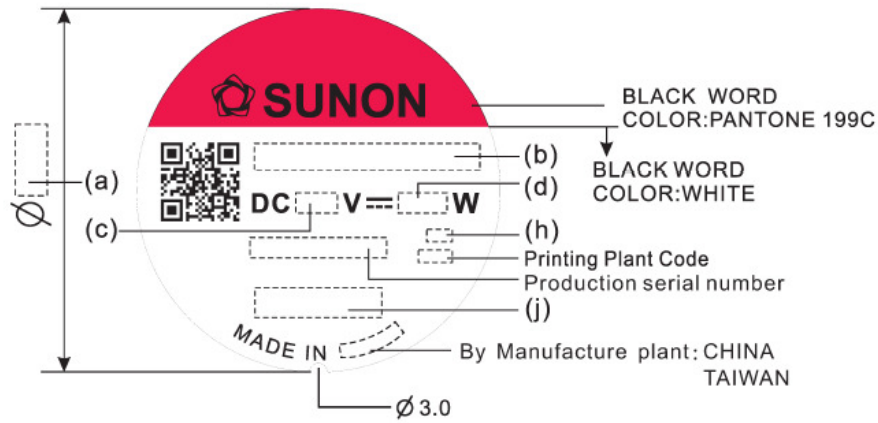 SUNON
BLACK WORD
COLOR:PANTONE 199C
(b)
BLACK WORD
COLOR:WHITE
(a)
Ø
DC V W
(d)
(c)
(h)
Printing Plant Code
Production serial number
(j)
MADE IN
By Manufacture plant: CHINA
TAIWAN
Ø 3.0